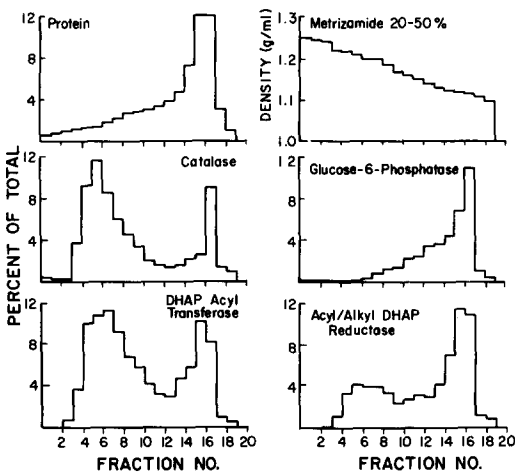 Protein
12
8
4
Metrizamide 20-50%
DENSITY (g/ml)
1.3
1.2
1.1
1.0
PERCENT OF TOTAL
Catalase
12
8
4
Glucose-6-Phosphatase
12
8
4
DHAP Acyl
Transferase
12
8
4
Acyl/Alkyl DHAP
Reductase
12
8
4
2 4 6 8 10 12 14 16 18 20
FRACTION NO.
2 4 6 8 10 12 14 16 18 20
FRACTION NO.